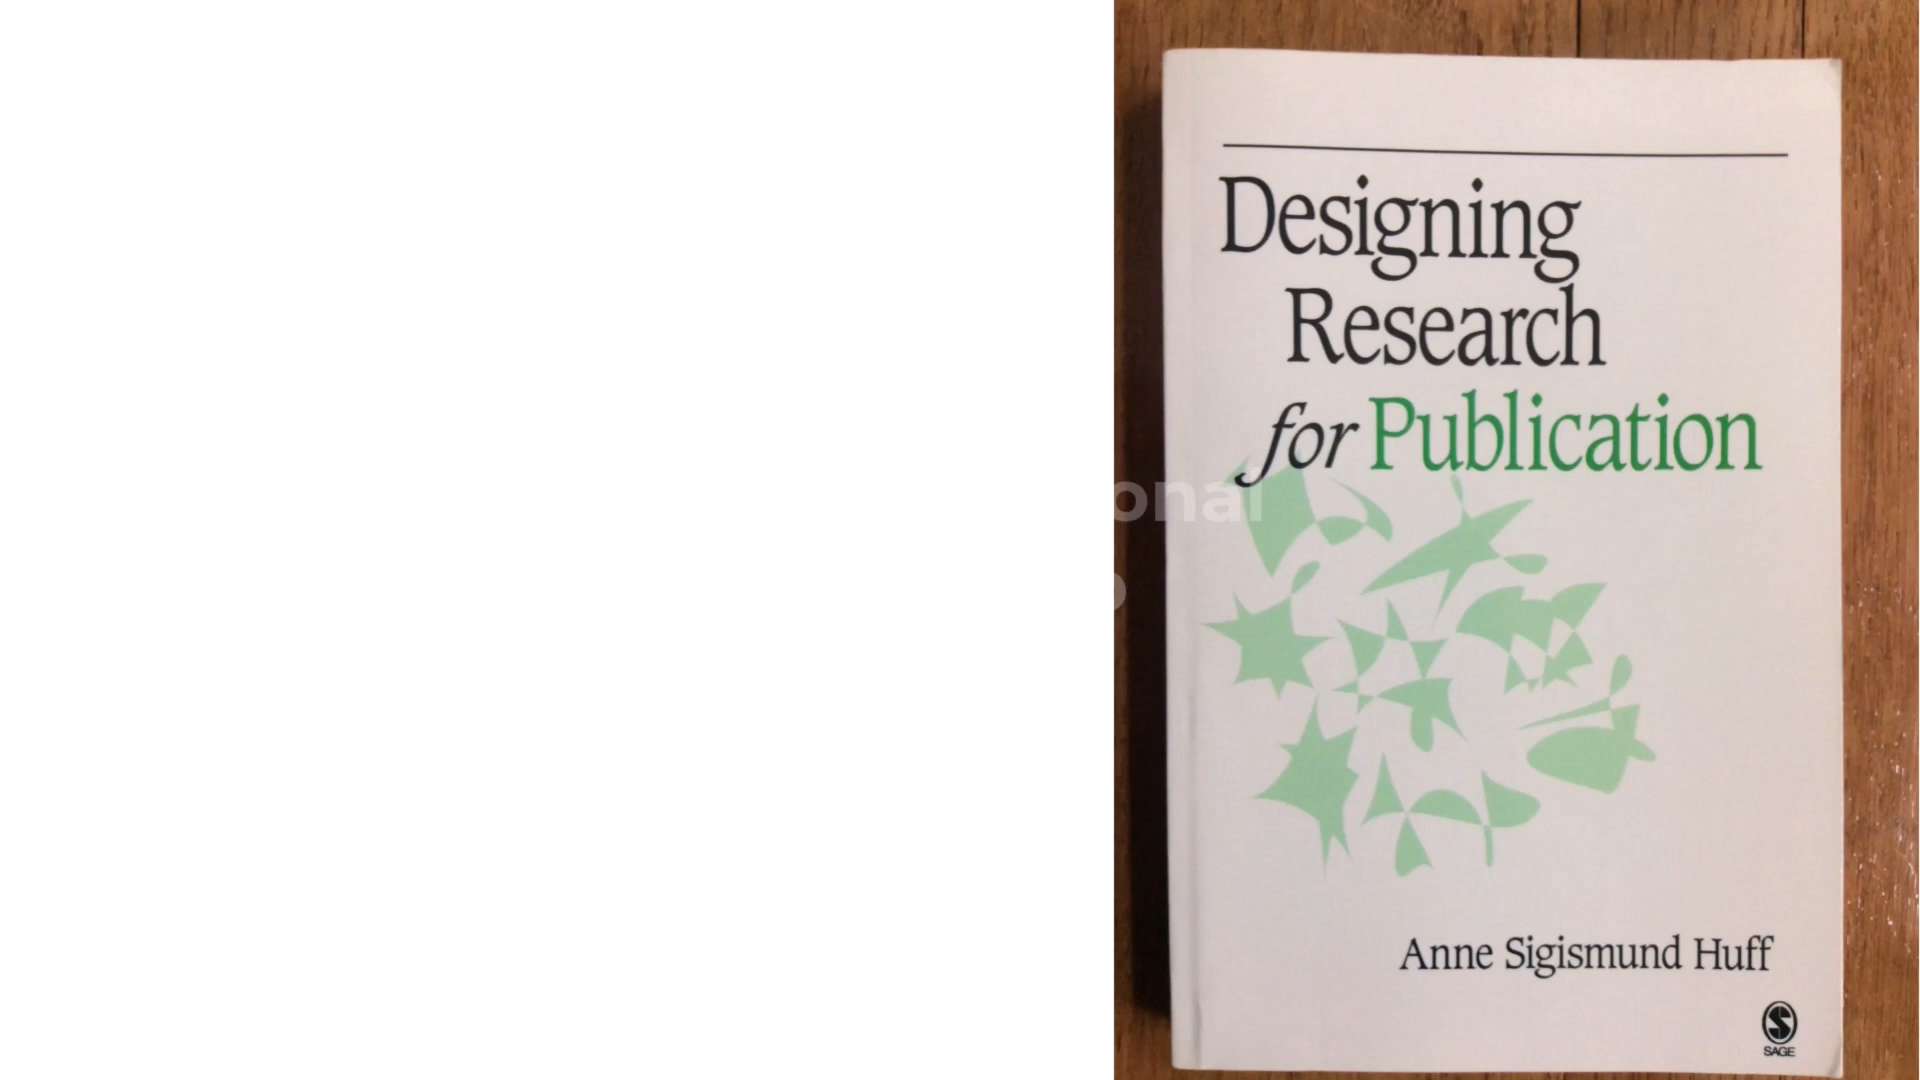 Designing
Research
for Publication
Anne Sigismund Huff
SAGE